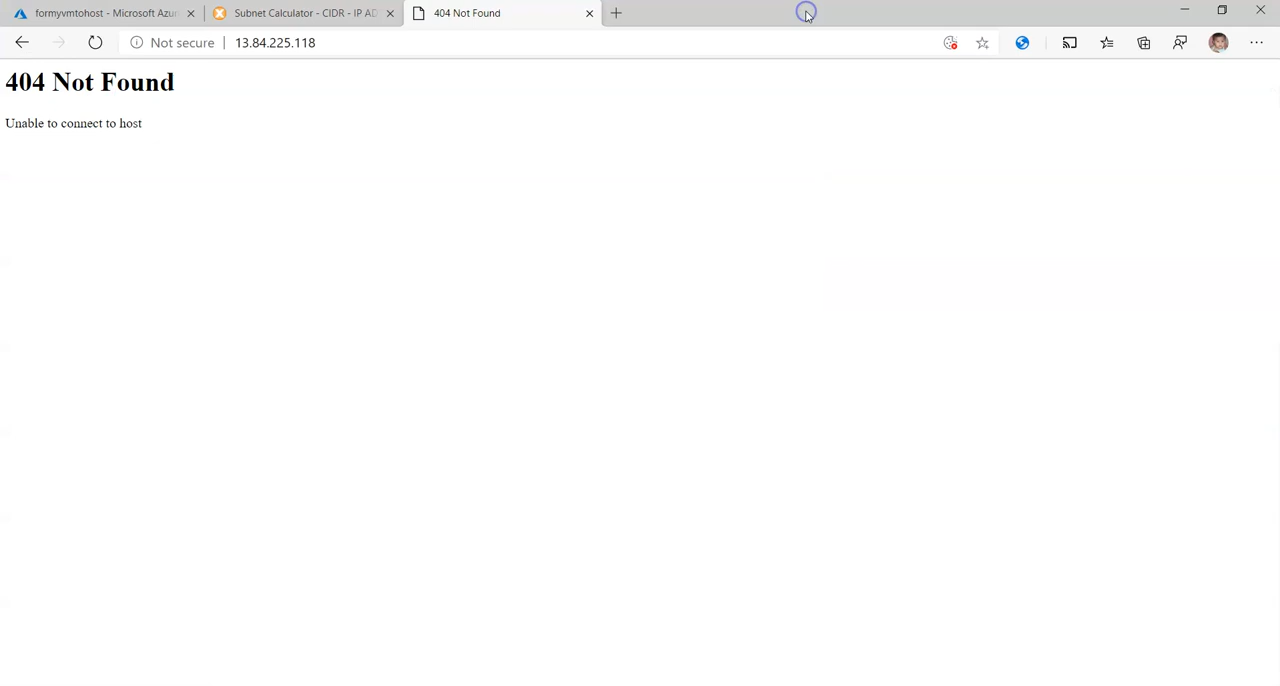 formyvmtohost - Microsoft Azur
Subnet Calculator - CIDR - IP AD
404 Not Found
Not secure
13.84.225.118
404 Not Found
Unable to connect to host